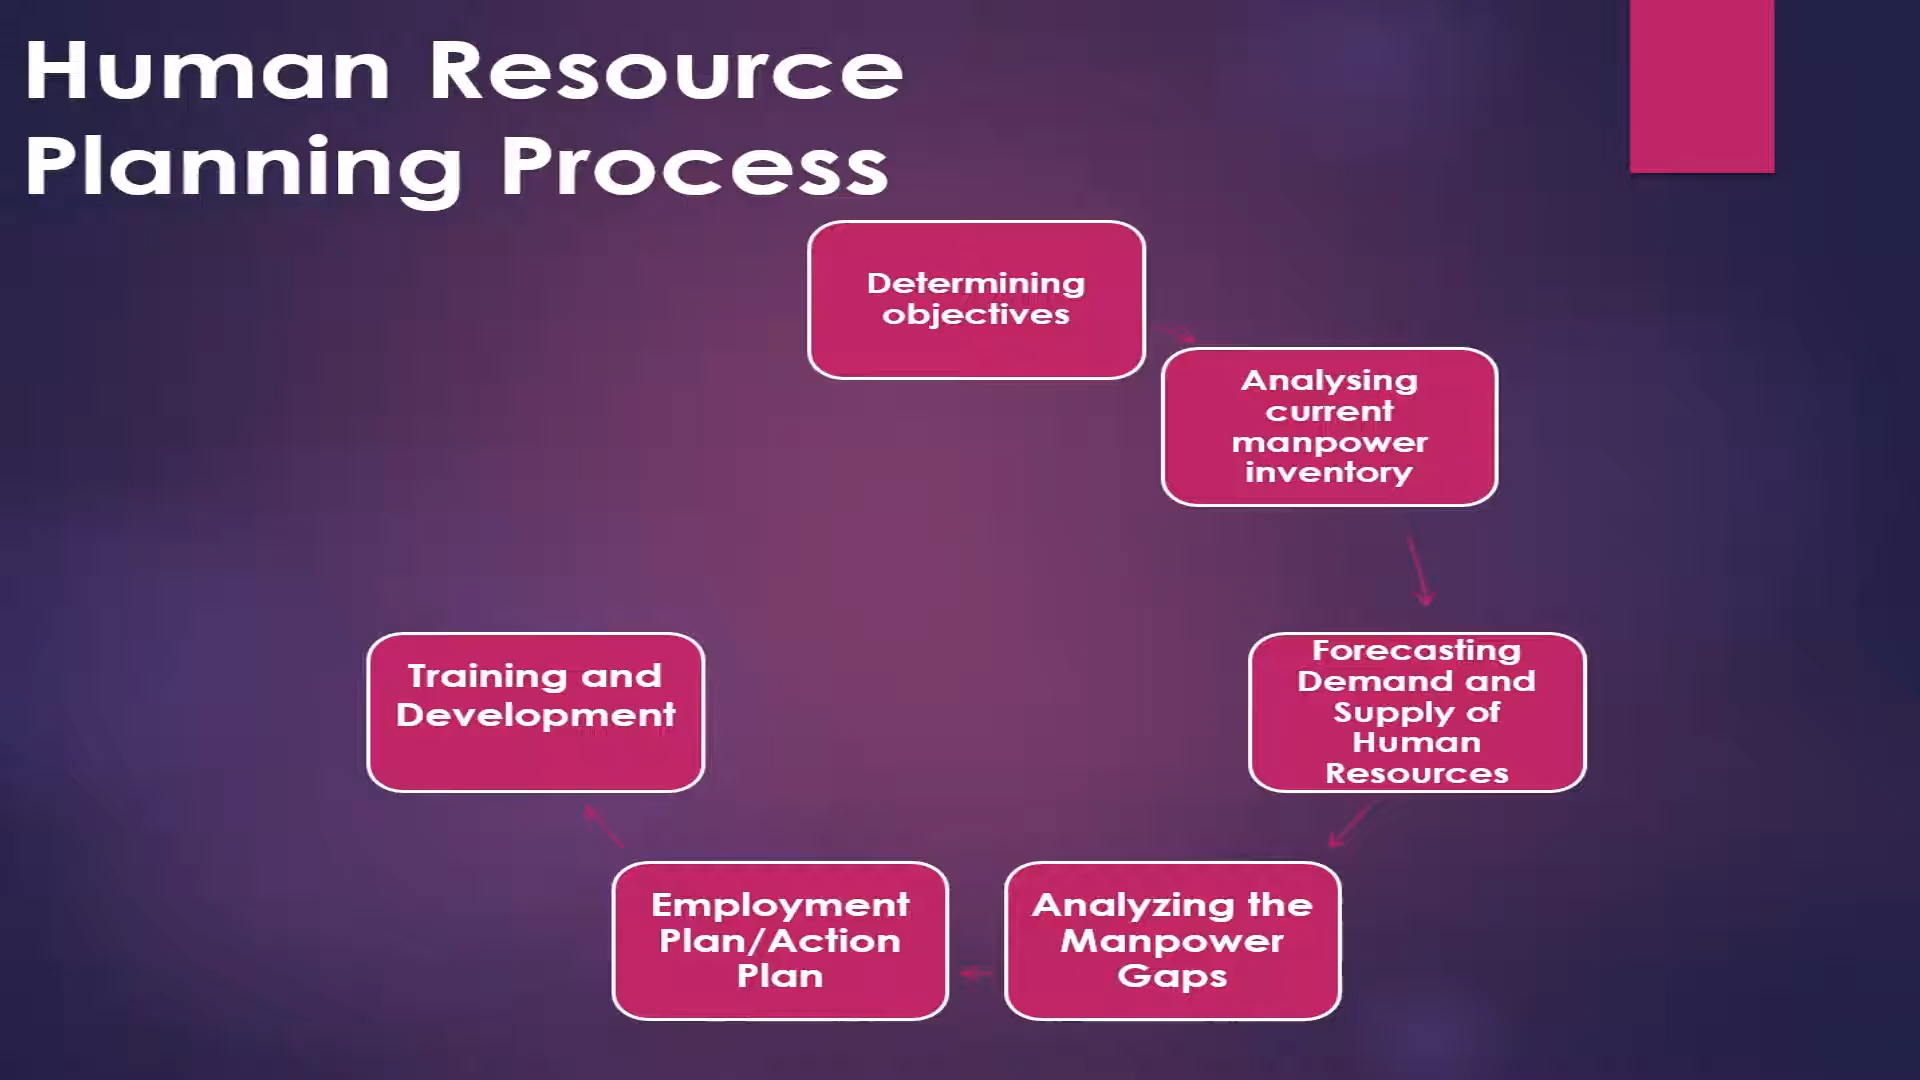 Human Resource
Planning Process
Determining
objectives
Analysing
current
manpower
inventory
Forecasting
Demand and
Supply of
Human
Resources
Analyzing the
Manpower
Gaps
Employment
Plan/Action
Plan
Training and
Development